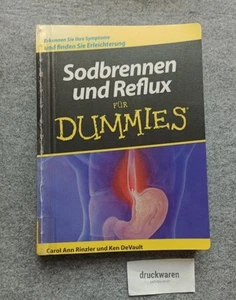 Erkennen Sie Ihre Symptome
und finden Sie Erleichterung
Sodbrennen
und Reflux
FÜR
DUMMIES
Carol Ann Rinzler und Ken DeVault
druckwaren